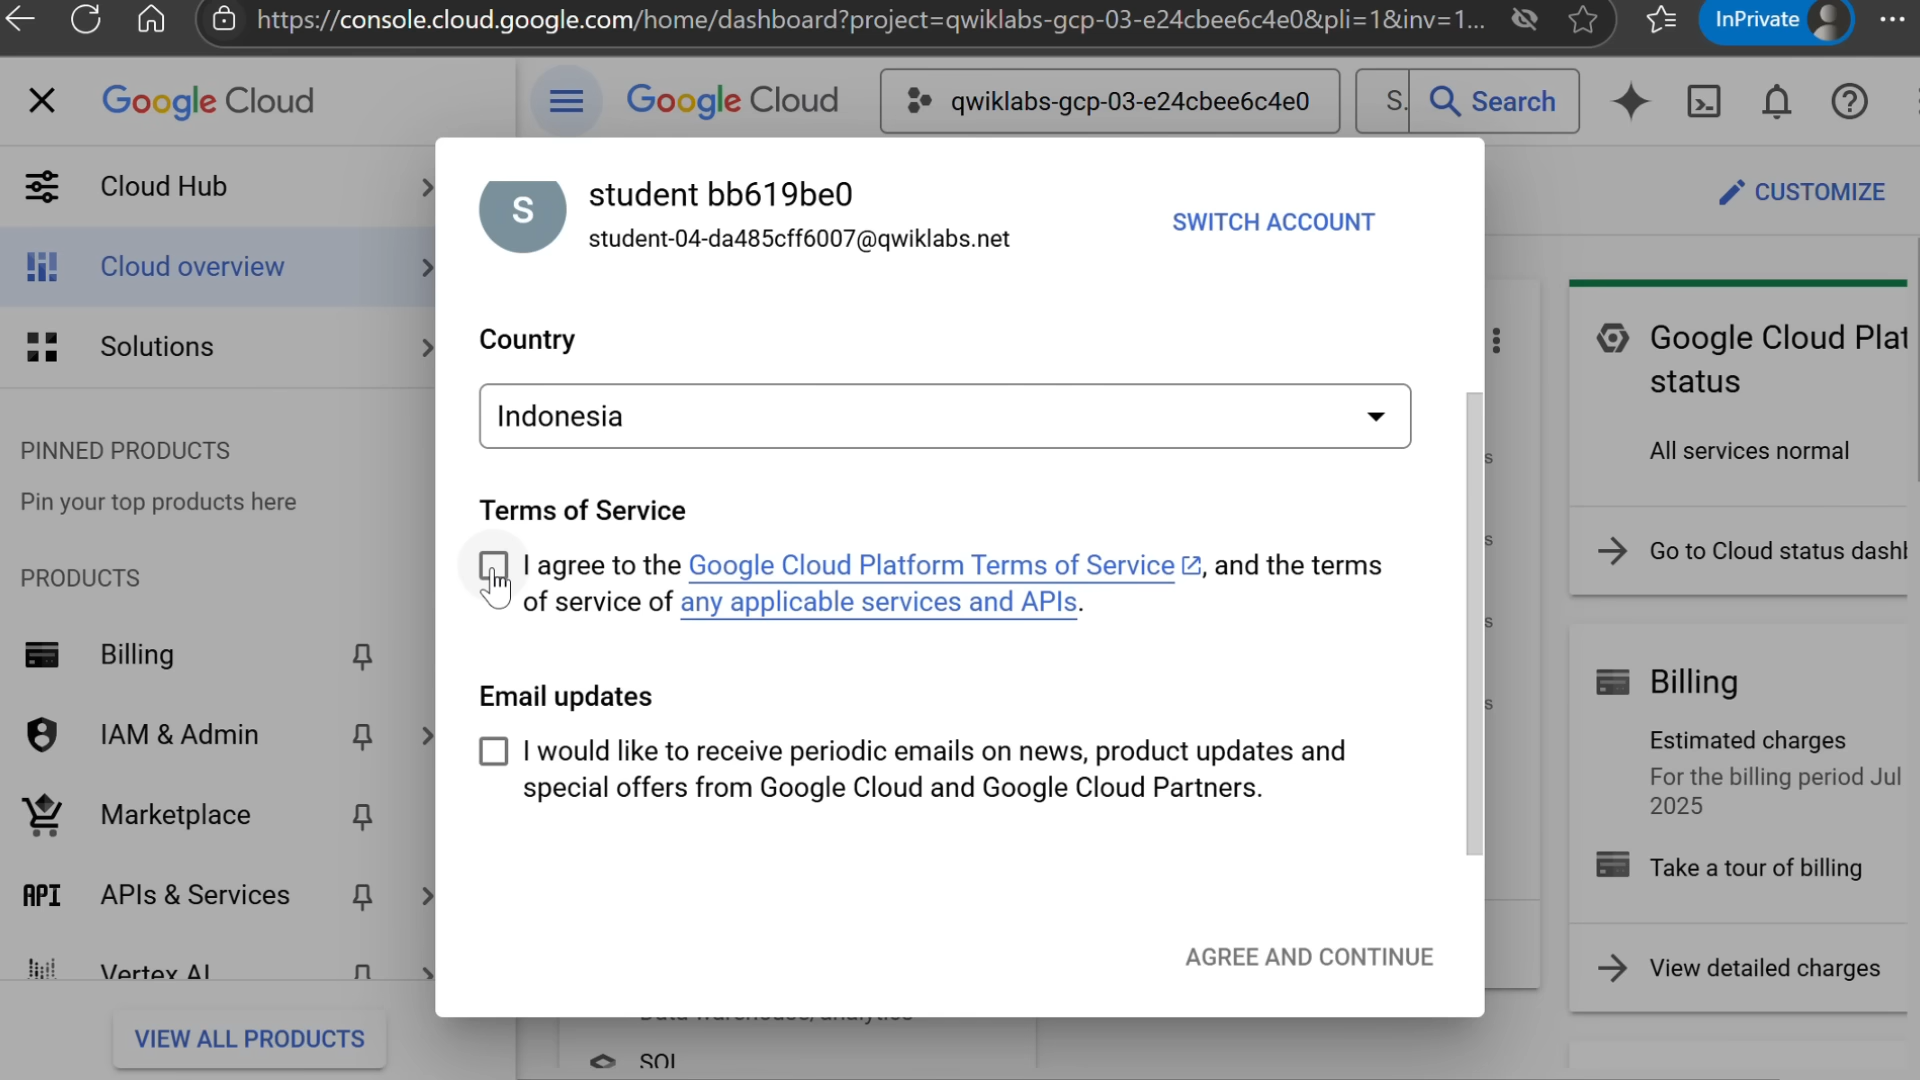 https://console.cloud.google.com/home/dashboard?project=qwiklabs-gcp-03-e24cbee6c4e0&pli=1&inv=1...
InPrivate
Google Cloud
Google Cloud
qwiklabs-gcp-03-e24cbee6c4e0
S.
Search
Cloud Hub
Cloud overview
Solutions
PINNED PRODUCTS
Pin your top products here
PRODUCTS
Billing
IAM & Admin
Marketplace
API
APIs & Services
Vertex AI
VIEW ALL PRODUCTS
S
student bb619be0
student-04-da485cff6007@qwiklabs.net
SWITCH ACCOUNT
Country
Indonesia
Terms of Service
I agree to the Google Cloud Platform Terms of Service, and the terms
of service of any applicable services and APIs.
Email updates
I would like to receive periodic emails on news, product updates and
special offers from Google Cloud and Google Cloud Partners.
AGREE AND CONTINUE
SQL
CUSTOMIZE
s
s
s
s
Google Cloud Plat
status
All services normal
Go to Cloud status dashb
Billing
Estimated charges
For the billing period Jul
2025
Take a tour of billing
View detailed charges